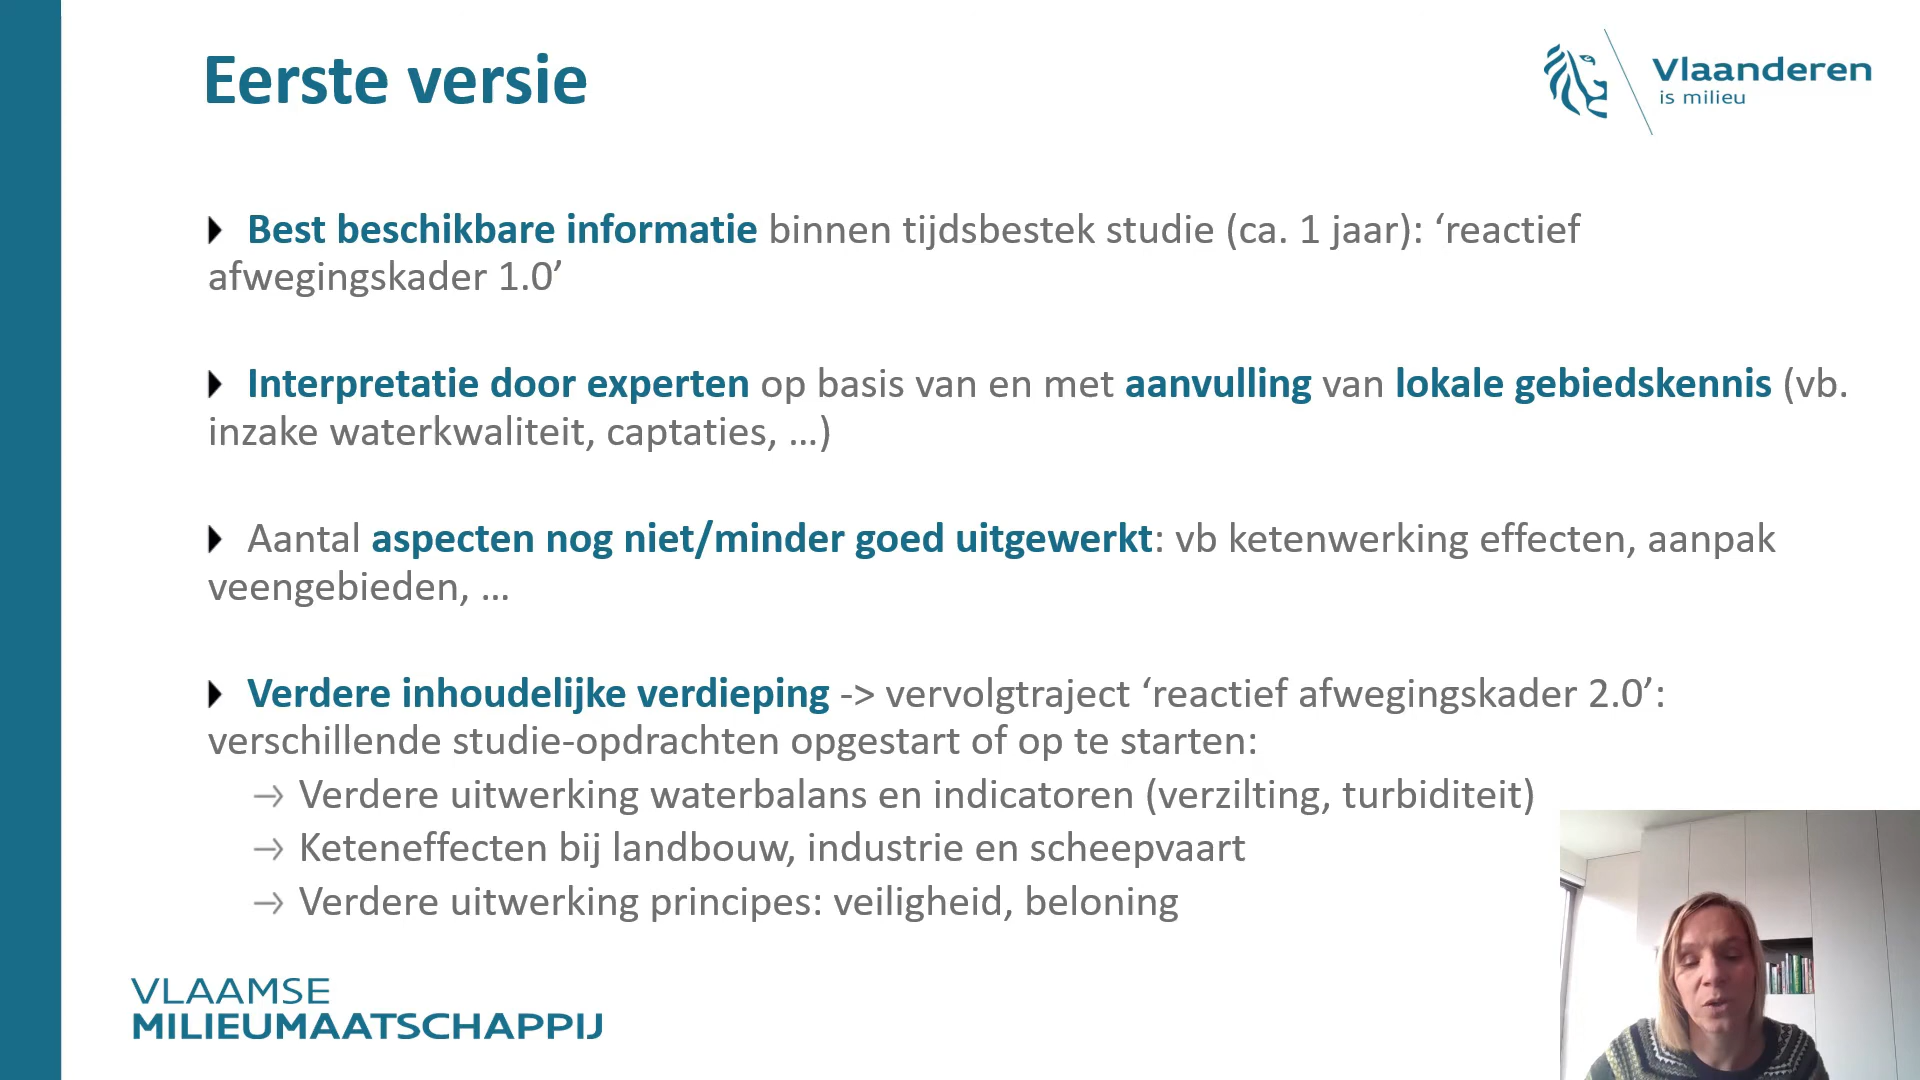 Eerste versie
Vlaanderen
is milieu
Best beschikbare informatie binnen tijdsbestek studie (ca. 1 jaar): ‘reactief
afwegingskader 1.0’
Interpretatie door experten op basis van en met aanvulling van lokale gebiedskennis (vb.
inzake waterkwaliteit, captaties, …)
Aantal aspecten nog niet/minder goed uitgewerkt: vb ketenwerking effecten, aanpak
veengebieden, …
Verdere inhoudelijke verdieping -> vervolgtraject ‘reactief afwegingskader 2.0’:
verschillende studie-opdrachten opgestart of op te starten:
→ Verdere uitwerking waterbalans en indicatoren (verzilting, turbiditeit)
→ Keteneffecten bij landbouw, industrie en scheepvaart
→ Verdere uitwerking principes: veiligheid, beloning
VLAAMSE
MILIEUMAATSCHAPPIJ